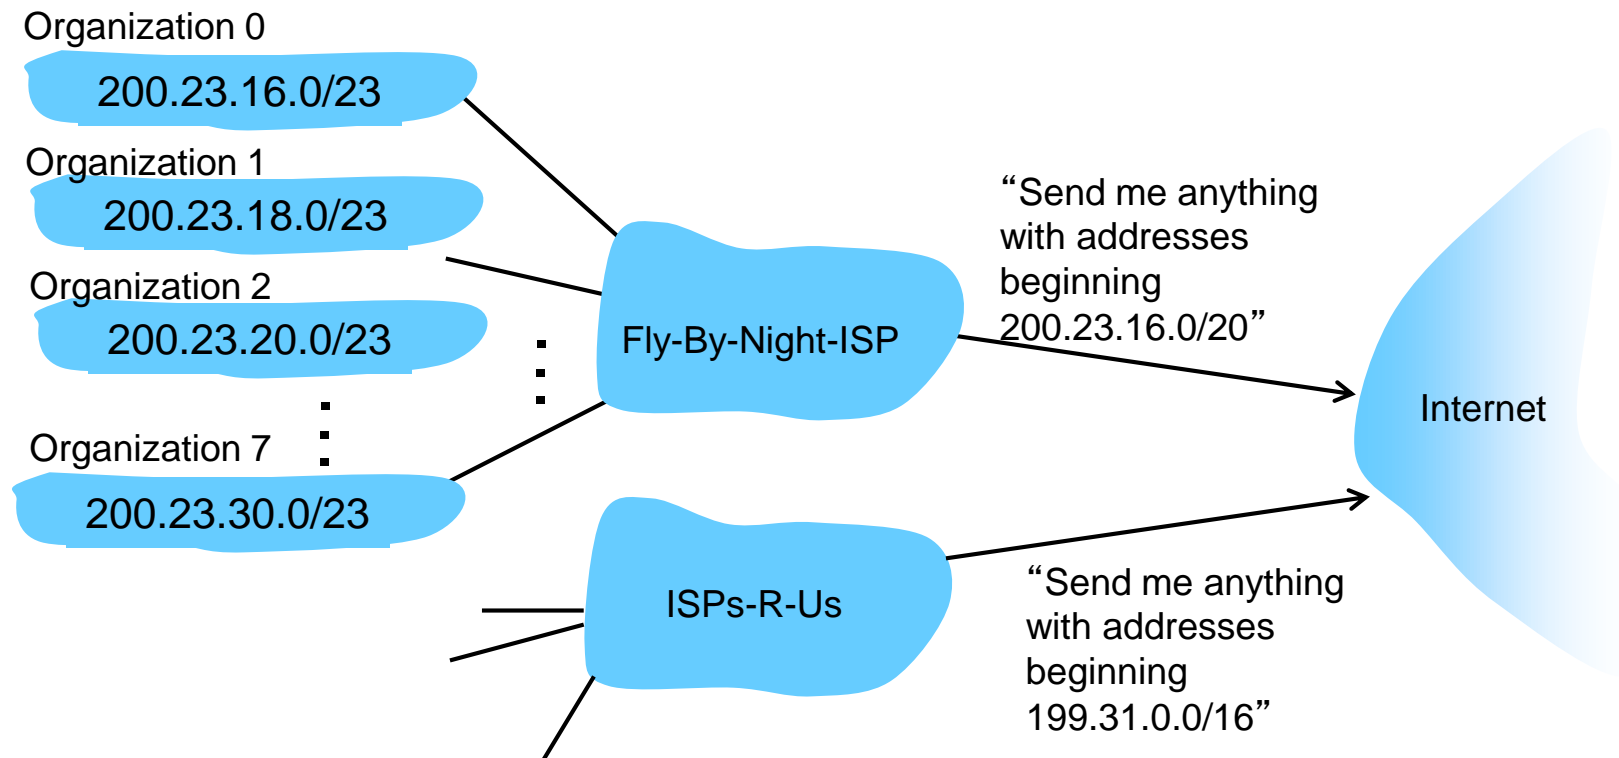 Organization 0
200.23.16.0/23
Organization 1
200.23.18.0/23
Organization 2
200.23.20.0/23
Organization 7
200.23.30.0/23
Fly-By-Night-ISP
“Send me anything
with addresses
beginning
200.23.16.0/20”
Internet
ISPs-R-Us
“Send me anything
with addresses
beginning
199.31.0.0/16”